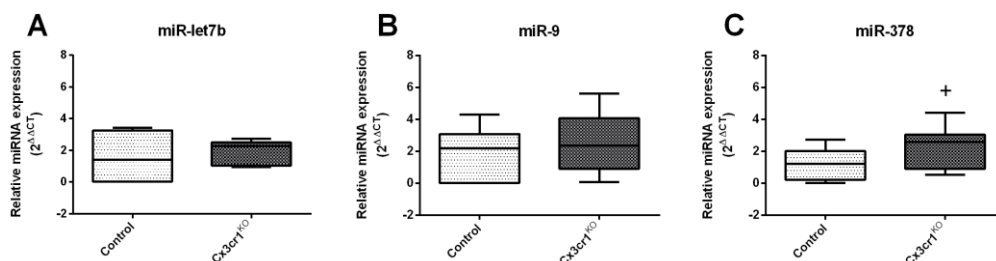 A
miR-let7b
Relative miRNA expression
(2^ΔΔCT)
8
6
4
2
0
-2
Control
Cx3cr1^KO
B
miR-9
Relative miRNA expression
(2^ΔΔCT)
8
6
4
2
0
-2
Control
Cx3cr1^KO
C
miR-378
Relative miRNA expression
(2^ΔΔCT)
8
6
4
2
0
-2
Control
Cx3cr1^KO